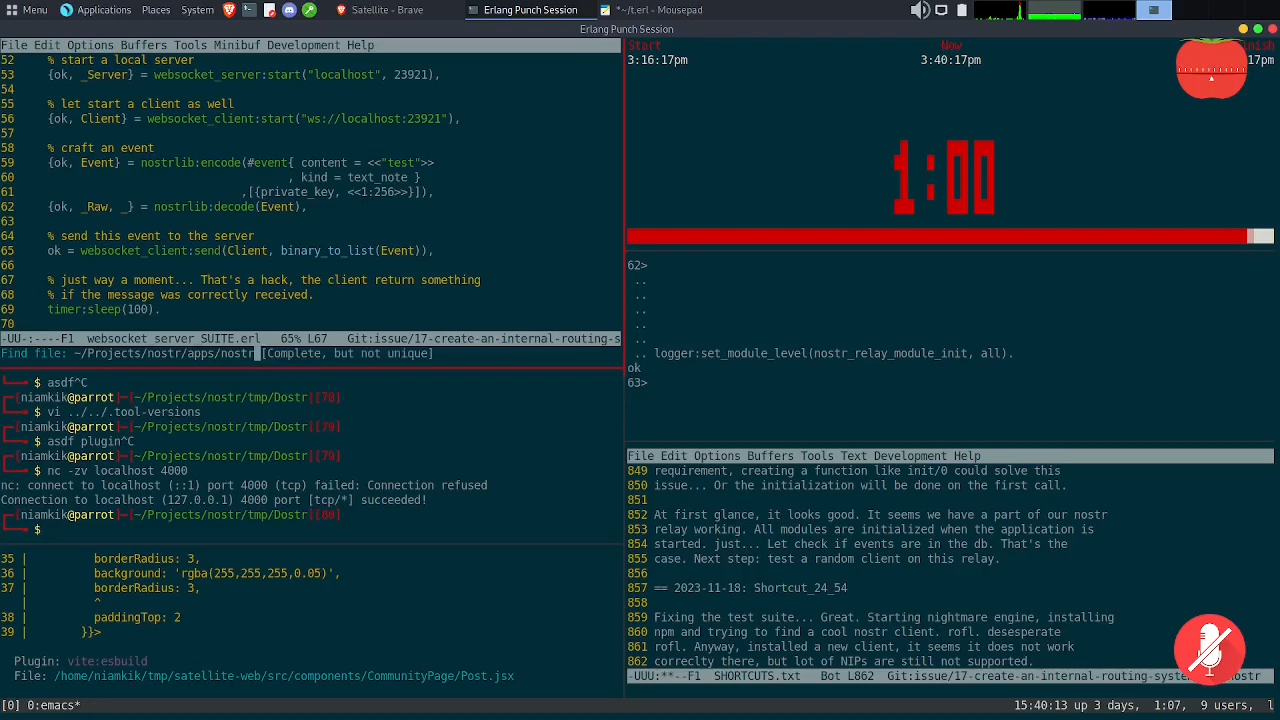 Menu Applications Places System Satellite - Brave Erlang Punch Session *~/t.erl - Mousepad
Erlang Punch Session
File Edit Options Buffers Tools Minibuf Development Help
52 % start a local server
53 {ok, _Server} = websocket_server:start("localhost", 23921),
54
55 % let start a client as well
56 {ok, Client} = websocket_client:start("ws://localhost:23921"),
57
58 % craft an event
59 {ok, Event} = nostrlib:encode(#event{ content = <<"test">>
60 , kind = text_note }
61 ,[{private_key, <<1:256>>}]),
62 {ok, _Raw, _} = nostrlib:decode(Event),
63
64 % send this event to the server
65 ok = websocket_client:send(Client, binary_to_list(Event)),
66
67 % just way a moment... That's a hack, the client return something
68 % if the message was correctly received.
69 timer:sleep(100).
70
-UU-:----F1 websocket_server_SUITE.erl 65% L67 Git:issue/17-create-an-internal-routing-s
Find file: ~/Projects/nostr/apps/nostr [Complete, but not unique]
$ asdf^C
[niamkik@parrot]-[~/Projects/nostr/tmp/Dostr][70]
$ vi ../../.tool-versions
[niamkik@parrot]-[~/Projects/nostr/tmp/Dostr][79]
$ asdf plugin^C
[niamkik@parrot]-[~/Projects/nostr/tmp/Dostr][79]
$ nc -zv localhost 4000
nc: connect to localhost (::1) port 4000 (tcp) failed: Connection refused
Connection to localhost (127.0.0.1) 4000 port [tcp/*] succeeded!
[niamkik@parrot]-[~/Projects/nostr/tmp/Dostr][80]
$
35 | borderRadius: 3,
36 | background: 'rgba(255,255,255,0.05)',
37 | borderRadius: 3,
| ^
38 | paddingTop: 2
39 | }}>
Plugin: vite:esbuild
File: /home/niamkik/tmp/satellite-web/src/components/CommunityPage/Post.jsx
Start Now inish
3:16:17pm 3:40:17pm 17pm
1:00
62>
..
..
..
..
..
.. logger:set_module_level(nostr_relay_module_init, all).
ok
63>
File Edit Options Buffers Tools Text Development Help
849 requirement, creating a function like init/0 could solve this
850 issue... Or the initialization will be done on the first call.
851
852 At first glance, it looks good. It seems we have a part of our nostr
853 relay working. All modules are initialized when the application is
854 started. just... Let check if events are in the db. That's the
855 case. Next step: test a random client on this relay.
856
857 == 2023-11-18: Shortcut_24_54
858
859 Fixing the test suite... Great. Starting nightmare engine, installing
860 npm and trying to find a cool nostr client. rofl. desesperate
861 rofl. Anyway, installed a new client, it seems it does not work
862 correclty there, but lot of NIPs are still not supported.
-UUU:**--F1 SHORTCUTS.txt Bot L862 Git:issue/17-create-an-internal-routing-syste ostr
[0] 0:emacs* 15:40:13 up 3 days, 1:07, 9 users, l